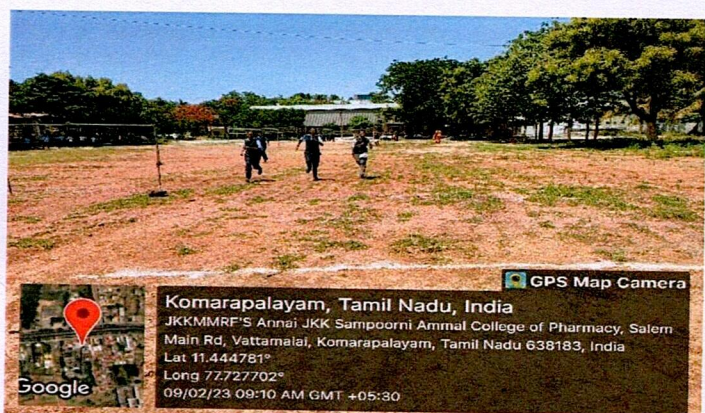 GPS Map Camera
Komarapalayam, Tamil Nadu, India
JKKMMRF'S Annai JKK Sampoorni Ammal College of Pharmacy, Salem
Main Rd, Vattamalai, Komarapalayam, Tamil Nadu 638183, India
Lat 11.444781°
Long 77.727702°
09/02/23 09:10 AM GMT +05:30
Google